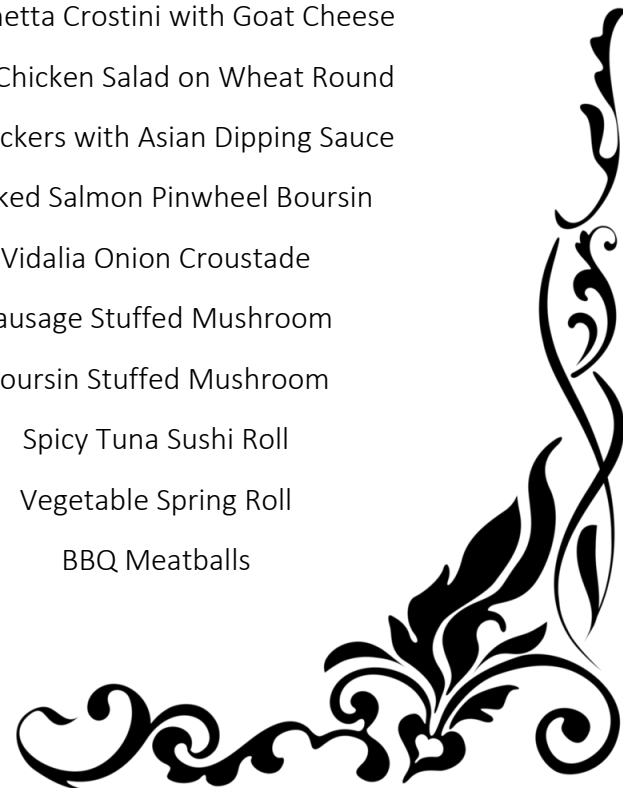 Crostini with Goat Cheese
Chicken Salad on Wheat Round
with Asian Dipping Sauce
Salmon Pinwheel Boursin
Vidalia Onion Croustade
Stuffed Mushroom
Stuffed Mushroom
Spicy Tuna Sushi Roll
Vegetable Spring Roll
BBQ Meatballs